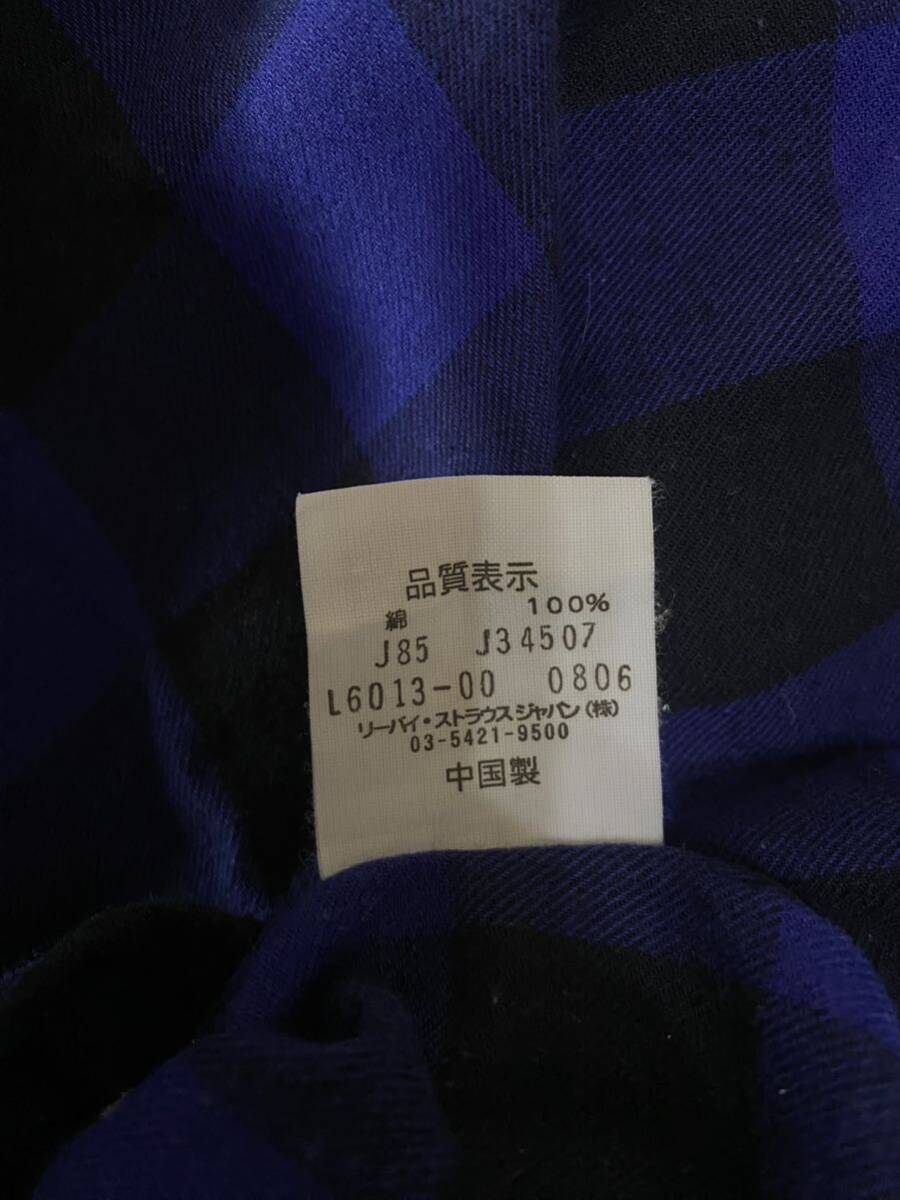 品質表示
綿 100%
J85 J34507
L6013-00 0806
リーバイ・ストラウスジャパン(株)
03-5421-9500
中国製